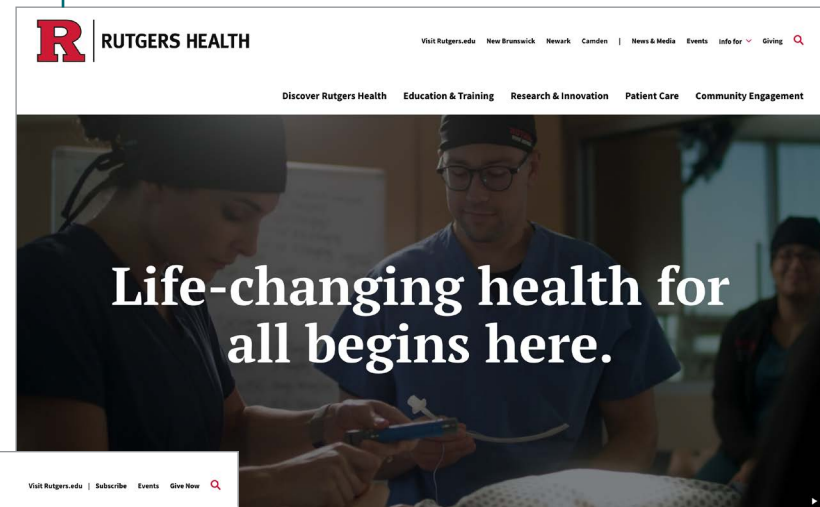 R | RUTGERS HEALTH
Visit Rutgers.edu New Brunswick Newark Camden | News & Media Events Info for Giving
Discover Rutgers Health Education & Training Research & Innovation Patient Care Community Engagement
Life-changing health for
all begins here.
Visit Rutgers.edu | Subscribe Events Give Now